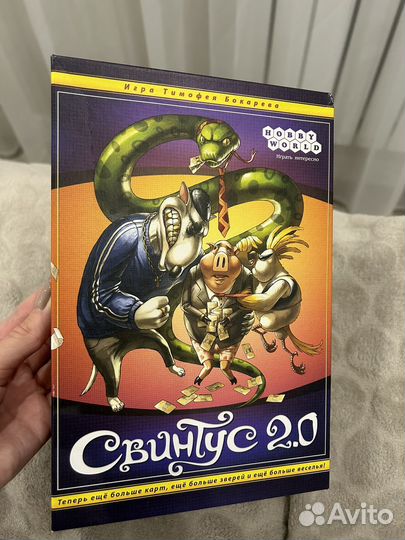 Игра Тимофея Бокарева
HOBBY
WORLD
Играть интересно
Свинтус 2.0
Теперь ещё больше карт, ещё больше зверей и ещё больше веселья!
Avito